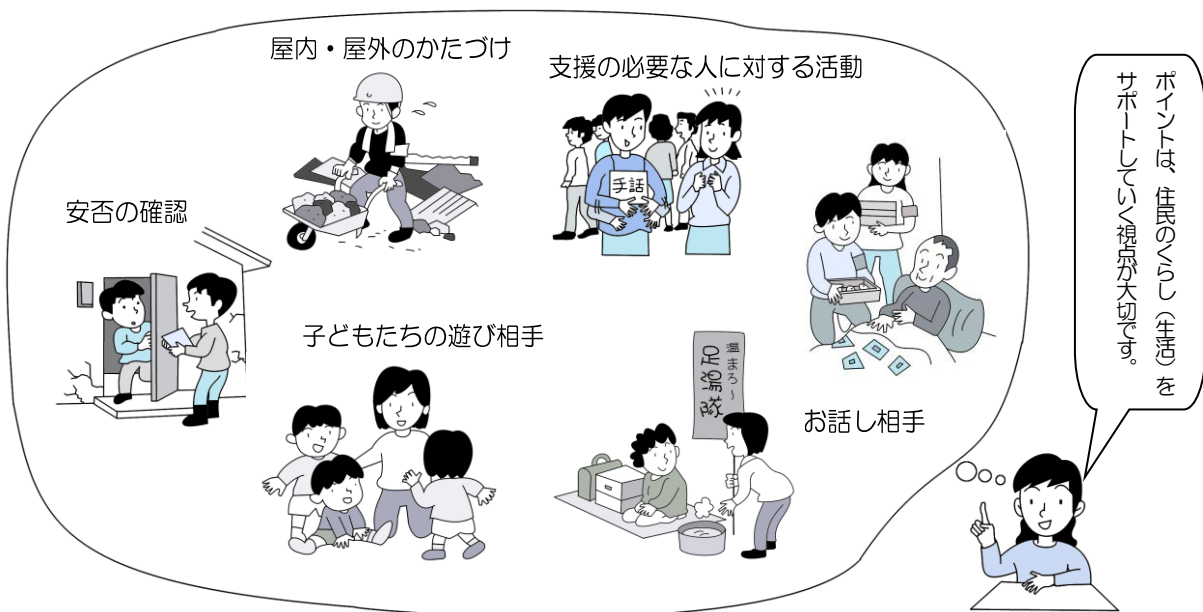 屋内・屋外のかたづけ
支援の必要な人に対する活動
手話
安否の確認
子どもたちの遊び相手
温まろ～
足湯隊
お話し相手
ポイントは、住民のくらし（生活）を
サポートしていく視点が大切です。